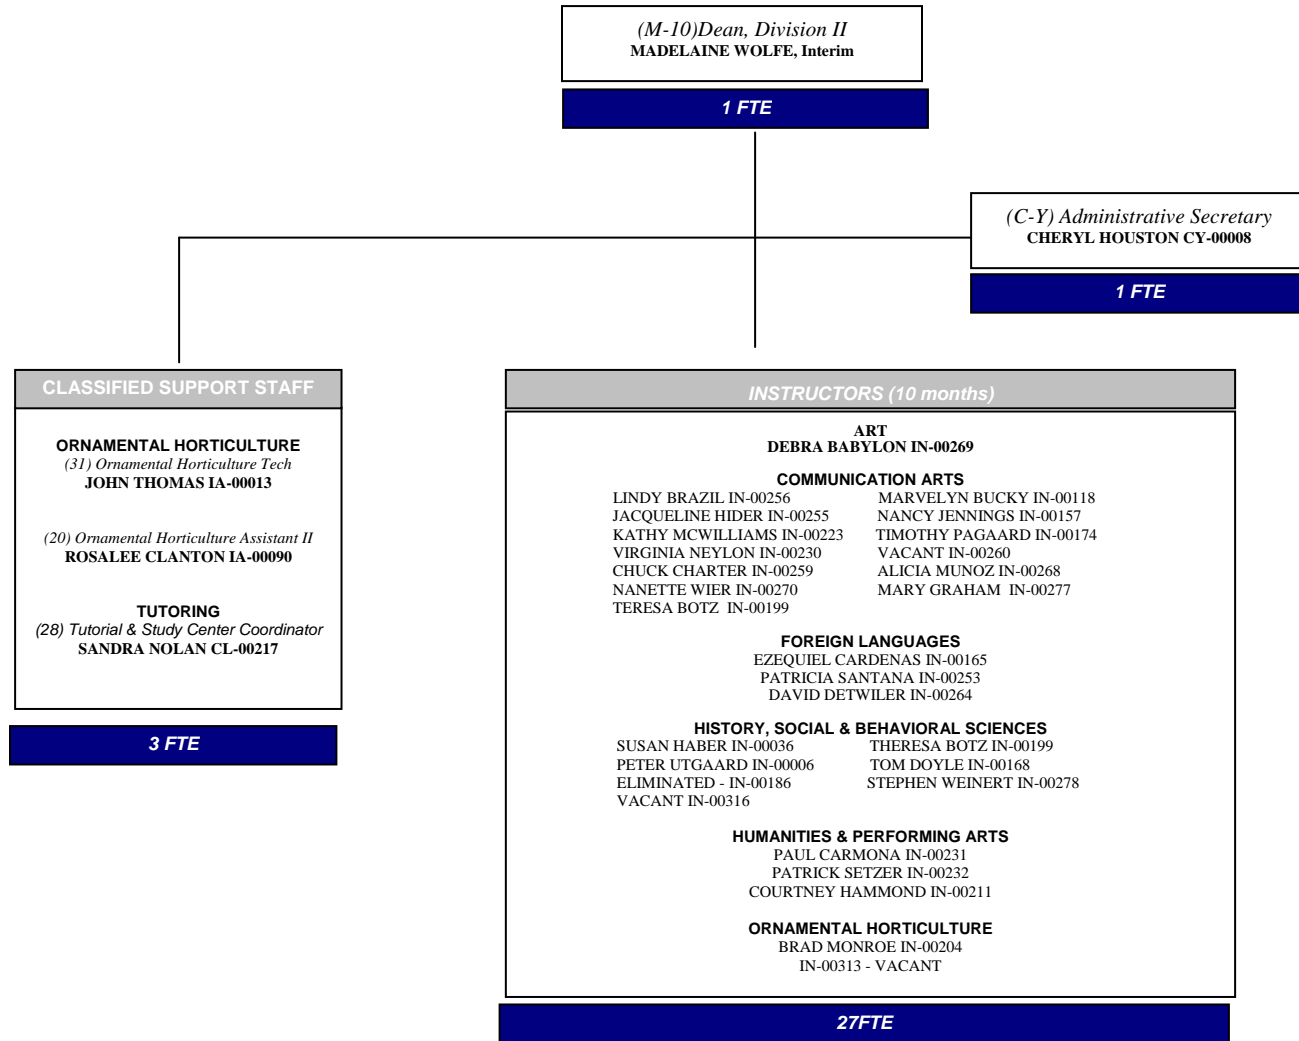 (M-10)Dean, Division II
MADELAINE WOLFE, Interim
1 FTE
(C-Y) Administrative Secretary
CHERYL HOUSTON CY-00008
1 FTE
CLASSIFIED SUPPORT STAFF
ORNAMENTAL HORTICULTURE
(31) Ornamental Horticulture Tech
JOHN THOMAS IA-00013
(20) Ornamental Horticulture Assistant II
ROSALEE CLANTON IA-00090
TUTORING
(28) Tutorial & Study Center Coordinator
SANDRA NOLAN CL-00217
3 FTE
INSTRUCTORS (10 months)
ART
DEBRA BABYLON IN-00269
COMMUNICATION ARTS
LINDY BRAZIL IN-00256 MARVELYN BUCKY IN-00118
JACQUELINE HIDER IN-00255 NANCY JENNINGS IN-00157
KATHY MCWILLIAMS IN-00223 TIMOTHY PAGAARD IN-00174
VIRGINIA NEYLON IN-00230 VACANT IN-00260
CHUCK CHARTER IN-00259 ALICIA MUNOZ IN-00268
NANETTE WIER IN-00270 MARY GRAHAM IN-00277
TERESA BOTZ IN-00199
FOREIGN LANGUAGES
EZEQUIEL CARDENAS IN-00165
PATRICIA SANTANA IN-00253
DAVID DETWILER IN-00264
HISTORY, SOCIAL & BEHAVIORAL SCIENCES
SUSAN HABER IN-00036 THERESA BOTZ IN-00199
PETER UTGAARD IN-00006 TOM DOYLE IN-00168
ELIMINATED - IN-00186 STEPHEN WEINERT IN-00278
VACANT IN-00316
HUMANITIES & PERFORMING ARTS
PAUL CARMONA IN-00231
PATRICK SETZER IN-00232
COURTNEY HAMMOND IN-00211
ORNAMENTAL HORTICULTURE
BRAD MONROE IN-00204
IN-00313 - VACANT
27FTE